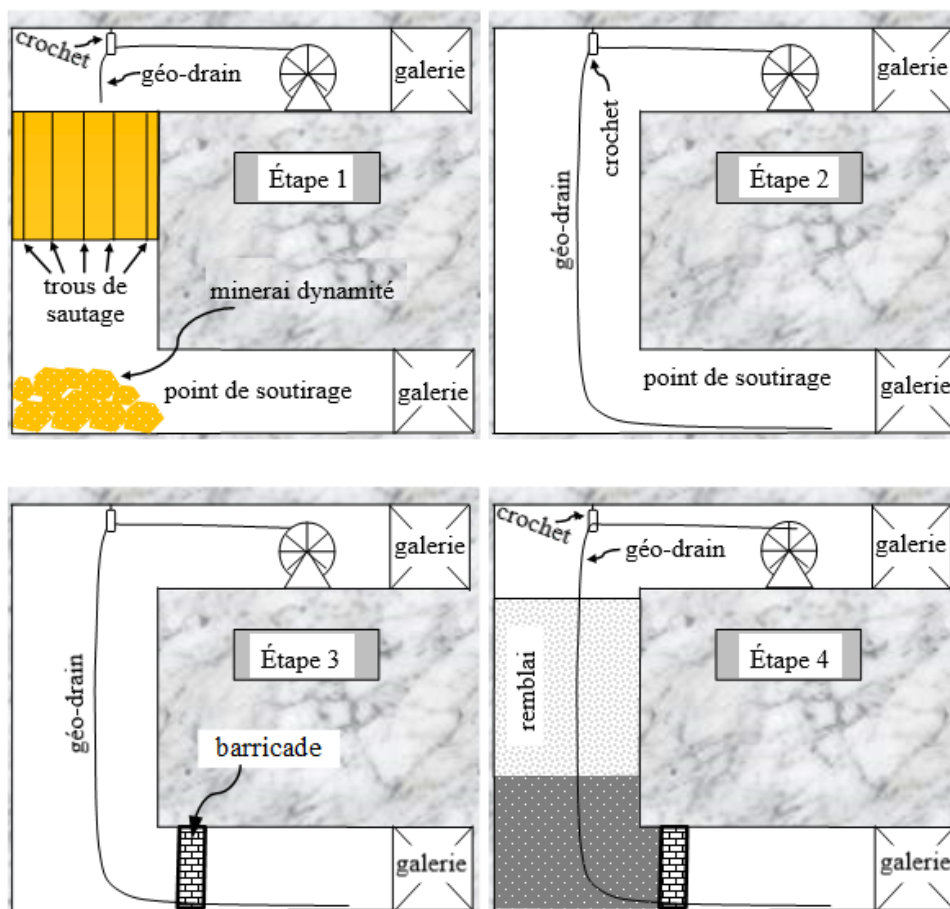 crochet
géo-drain
galerie
Étape 1
trous de
sautage
minerai dynamité
point de soutirage
galerie
galerie
crochet
géo-drain
Étape 2
point de soutirage
galerie
galerie
géo-drain
Étape 3
barricade
galerie
crochet
géo-drain
galerie
remblai
Étape 4
galerie